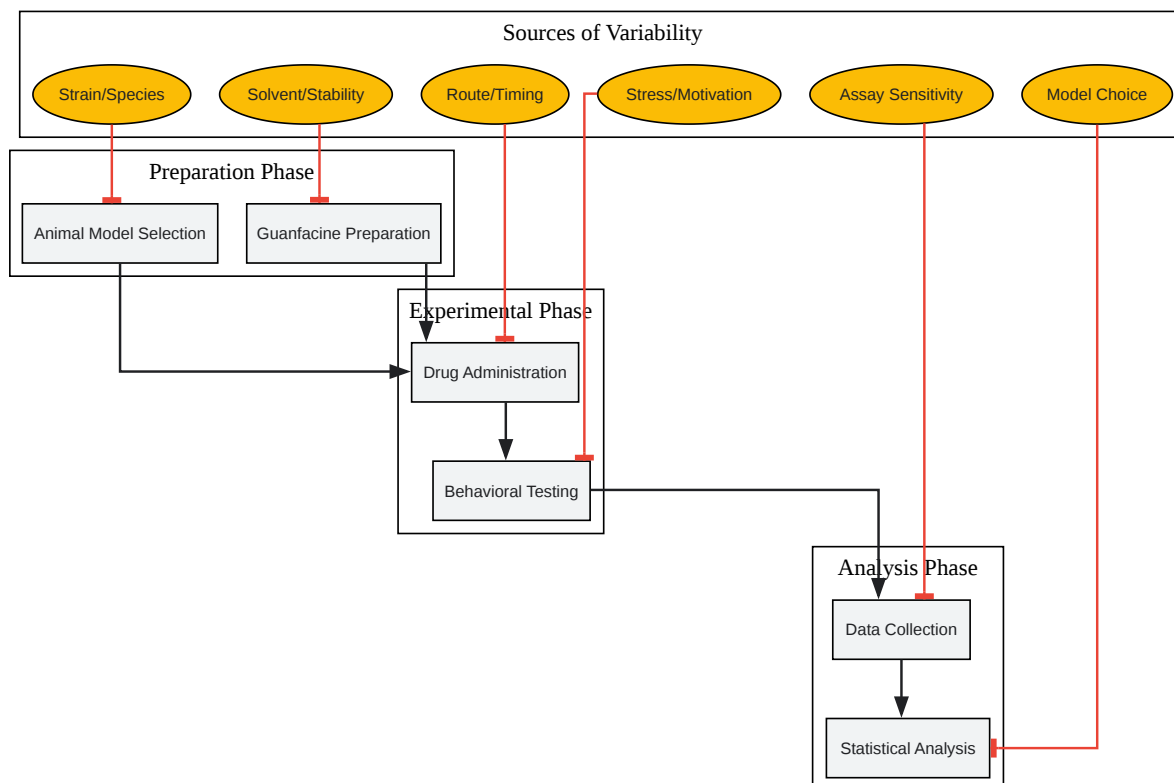 Sources of Variability
Strain/Species
Solvent/Stability
Route/Timing
Stress/Motivation
Assay Sensitivity
Model Choice
Preparation Phase
Animal Model Selection
Guanfacine Preparation
Experimental Phase
Drug Administration
Behavioral Testing
Analysis Phase
Data Collection
Statistical Analysis